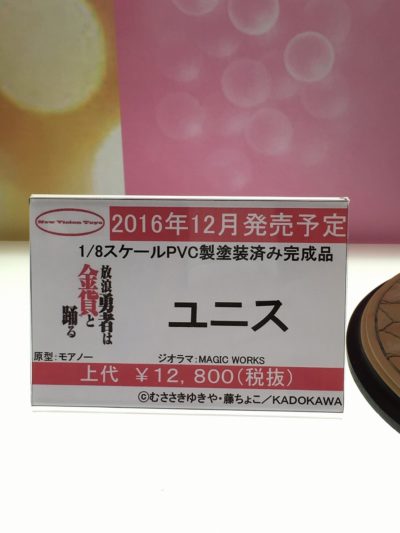 New Vision Toys
2016年12月発売予定
1/8スケールPVC製塗装済み完成品
放浪勇者は
金貨と
踊る
ユニス
原型:モアノー
ジオラマ:MAGIC WORKS
上代 ¥12,800(税抜)
©むささきゆきや・藤ちょこ/KADOKAWA